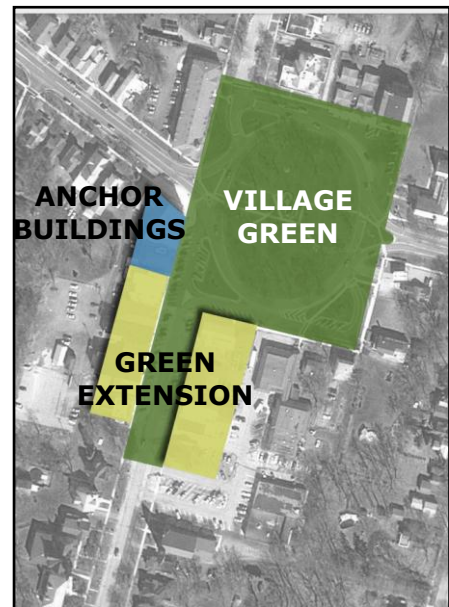 ANCHOR
BUILDINGS
VILLAGE
GREEN
GREEN
EXTENSION